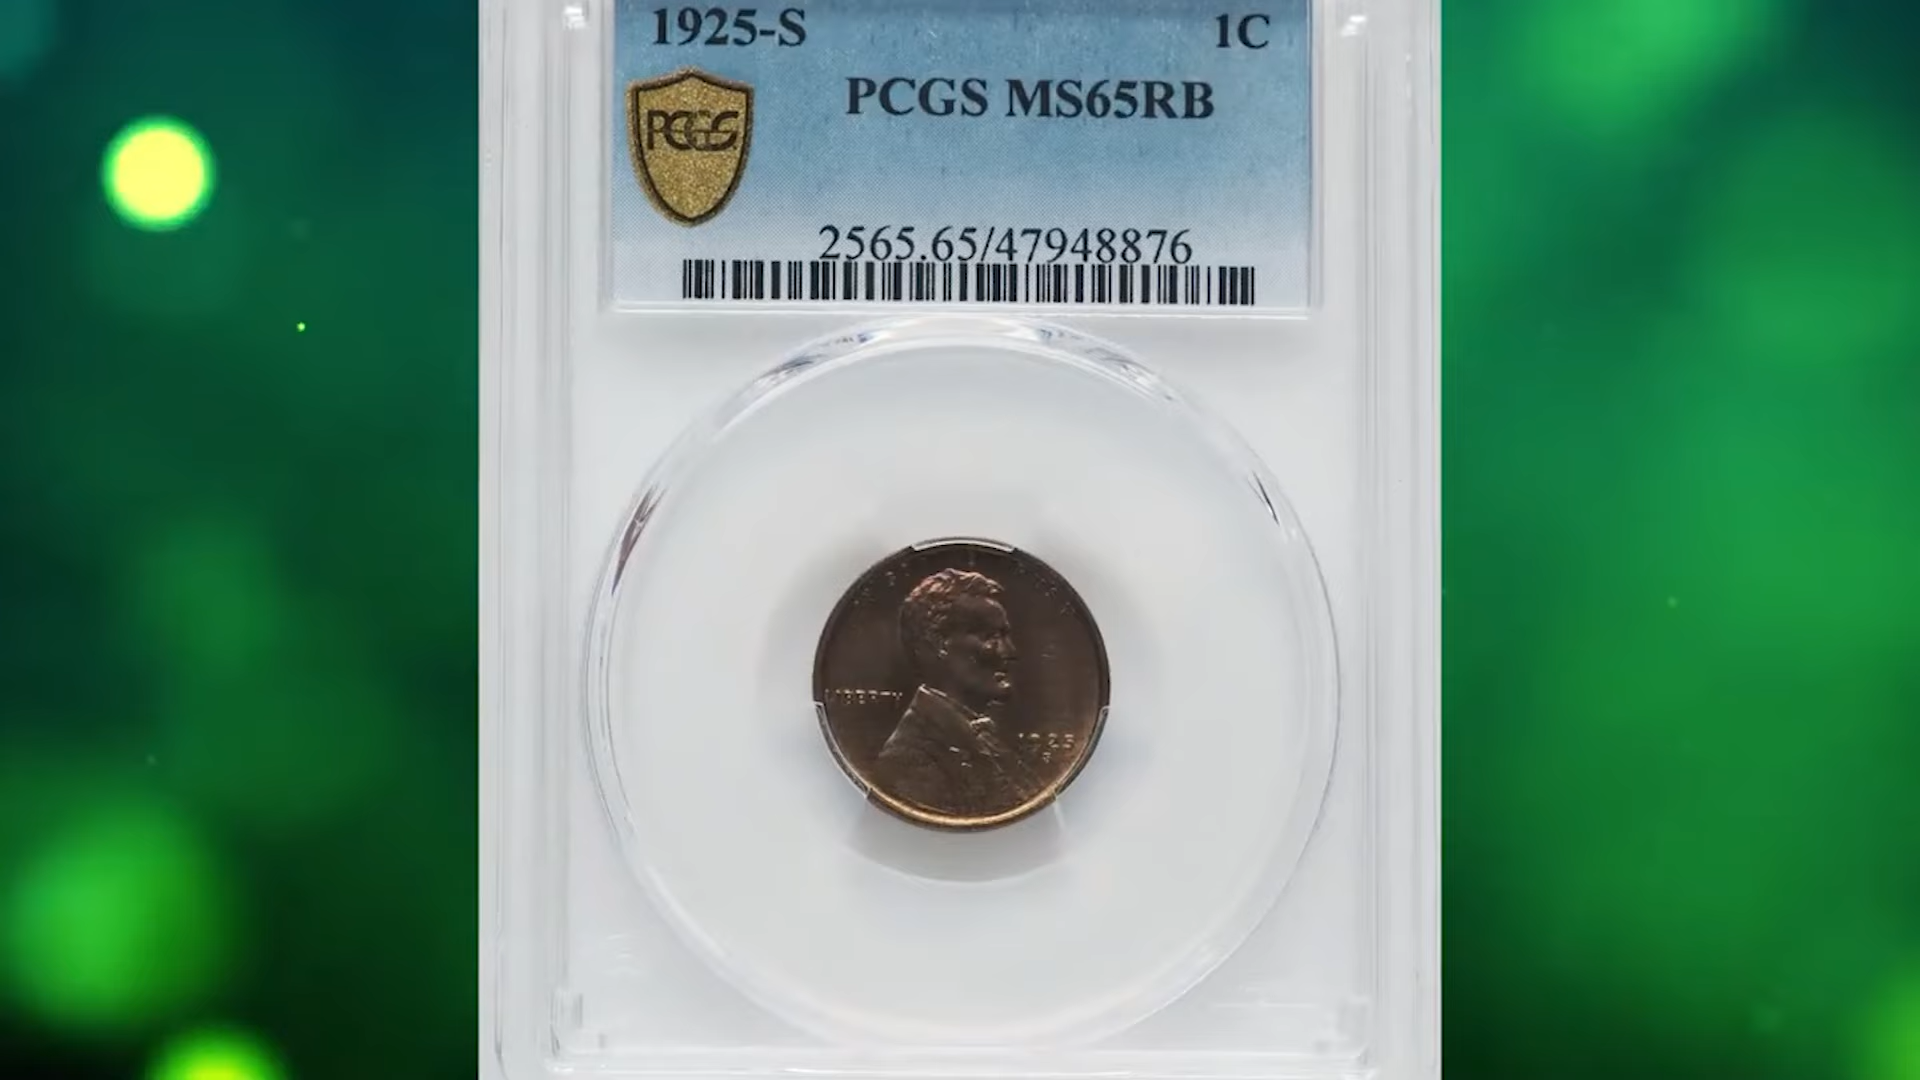 1925-S 1C
PCGS MS65RB
PCGS
2565.65/47948876
LIBERTY
1925
S